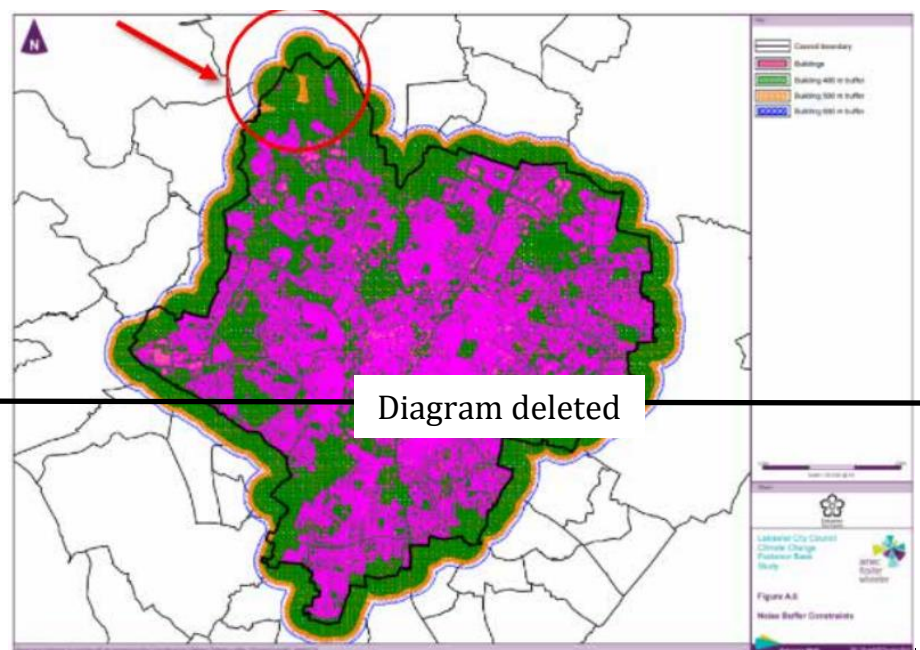 N
Council boundary
Buildings
Building 400 m buffer
Building 500 m buffer
Building 600 m buffer
Diagram deleted
Leicester City Council
Climate Change
Evidence Base
Study
amec
foster
wheeler
Figure A.6
Noise Buffer Constraints